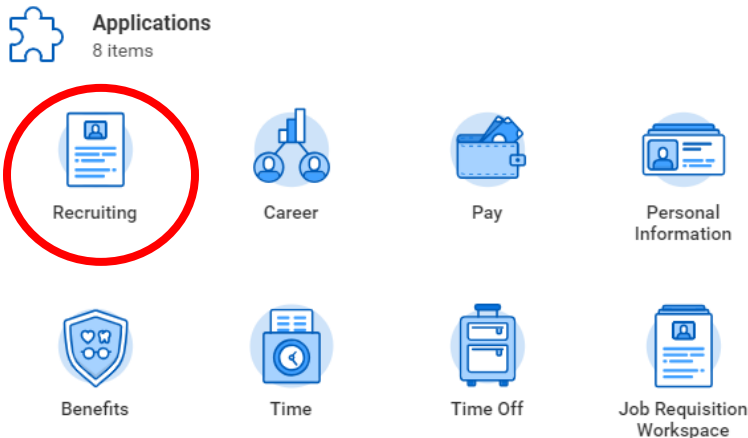 Applications
8 items
Recruiting
Career
Pay
Personal
Information
Benefits
Time
Time Off
Job Requisition
Workspace